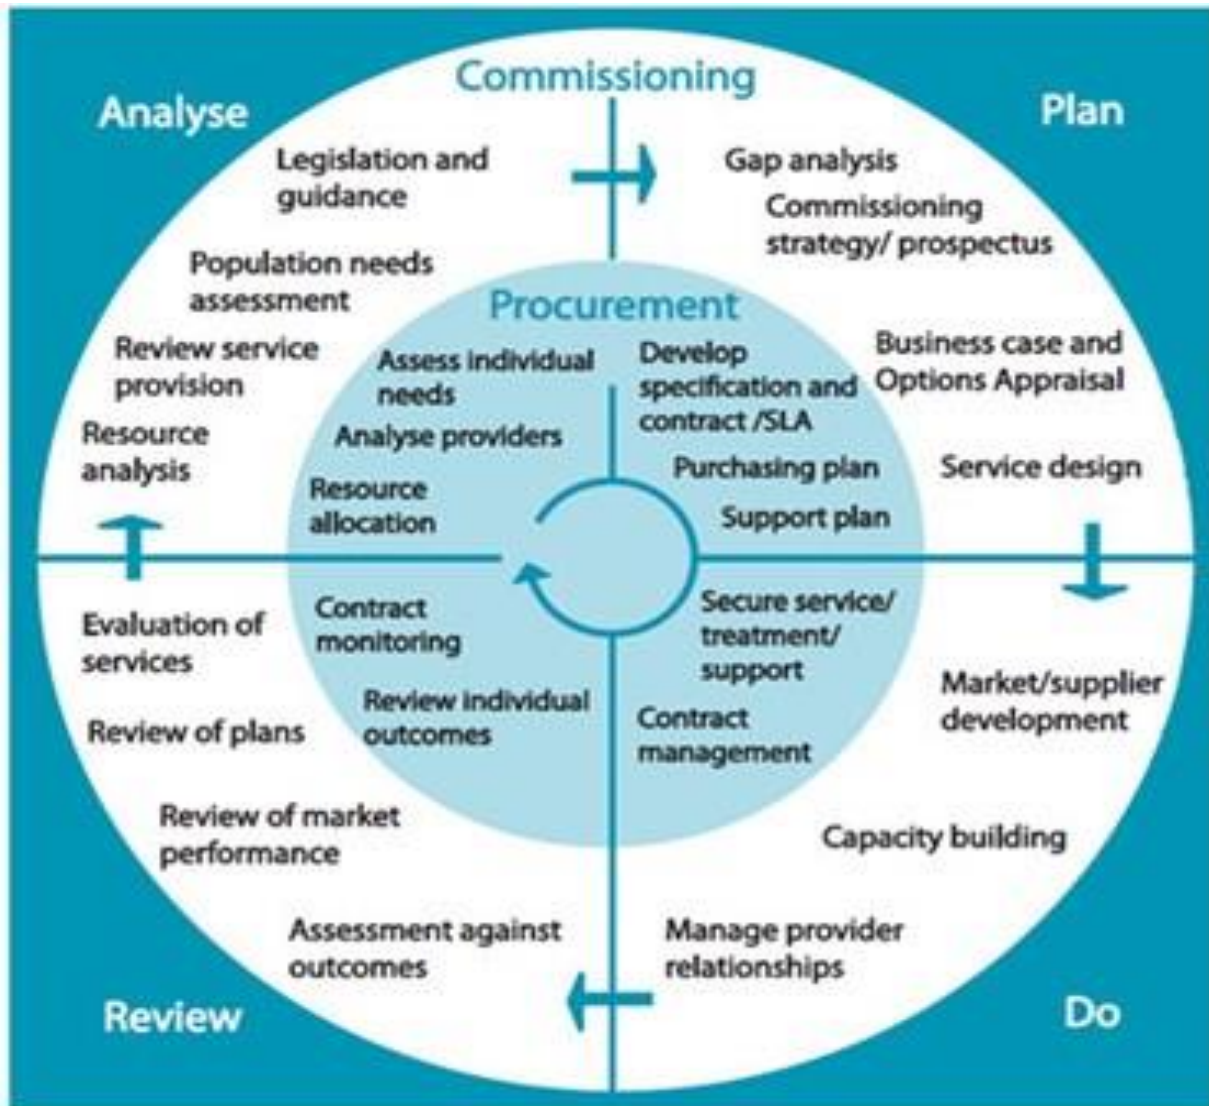 Commissioning
Analyse
Plan
Legislation and
guidance
Population needs
assessment
Review service
provision
Resource
analysis
Gap analysis
Commissioning
strategy/ prospectus
Business case and
Options Appraisal
Service design
Procurement
Assess individual
needs
Analyse providers
Resource
allocation
Develop
specification and
contract /SLA
Purchasing plan
Support plan
Contract
monitoring
Review individual
outcomes
Secure service/
treatment/
support
Contract
management
Evaluation of
services
Review of plans
Review of market
performance
Assessment against
outcomes
Market/supplier
development
Capacity building
Manage provider
relationships
Review
Do